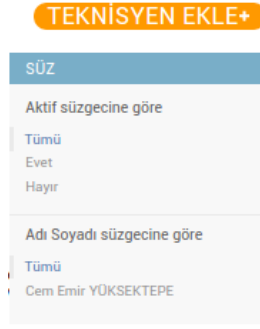 TEKNİSYEN EKLE+
SÜZ
Aktif süzgecine göre
Tümü
Evet
Hayır
Adı Soyadı süzgecine göre
Tümü
Cem Emir YÜKSEKTEPE